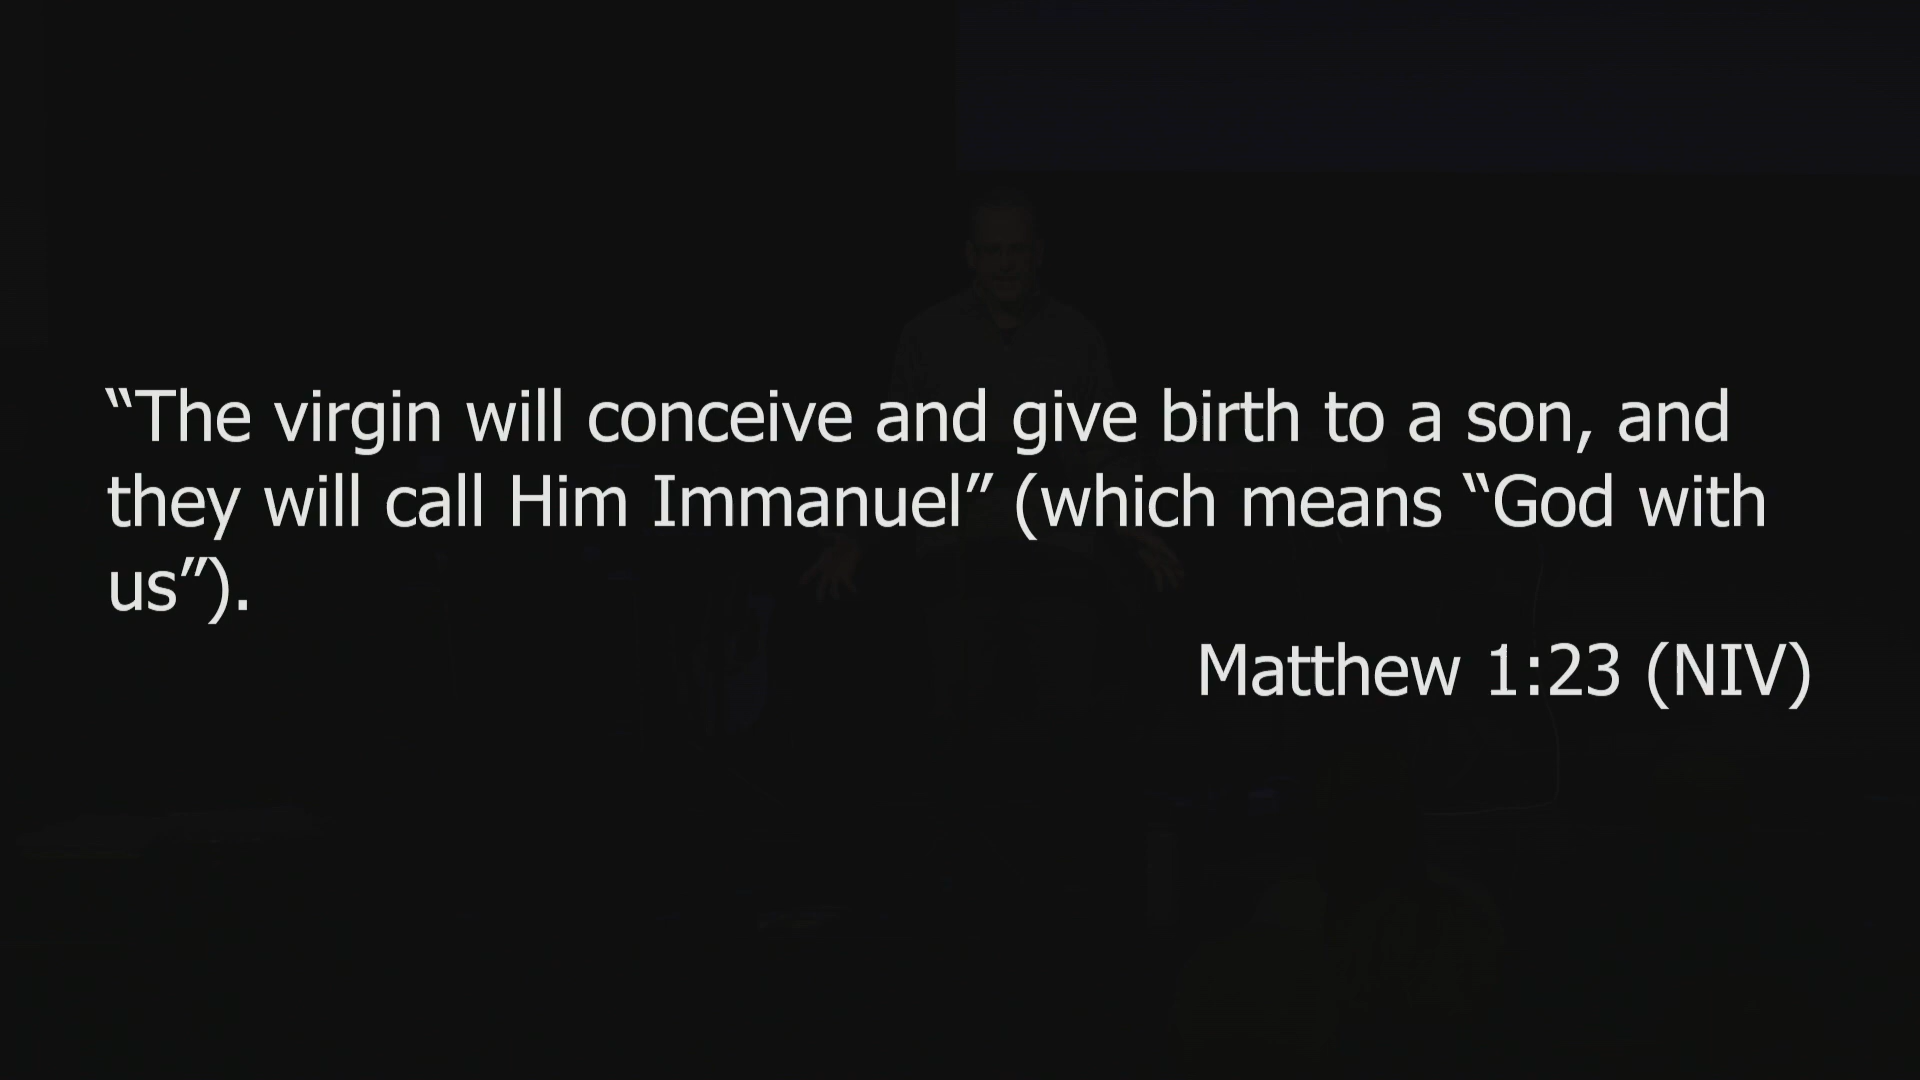 “The virgin will conceive and give birth to a son, and
they will call Him Immanuel” (which means “God with
us”).
Matthew 1:23 (NIV)